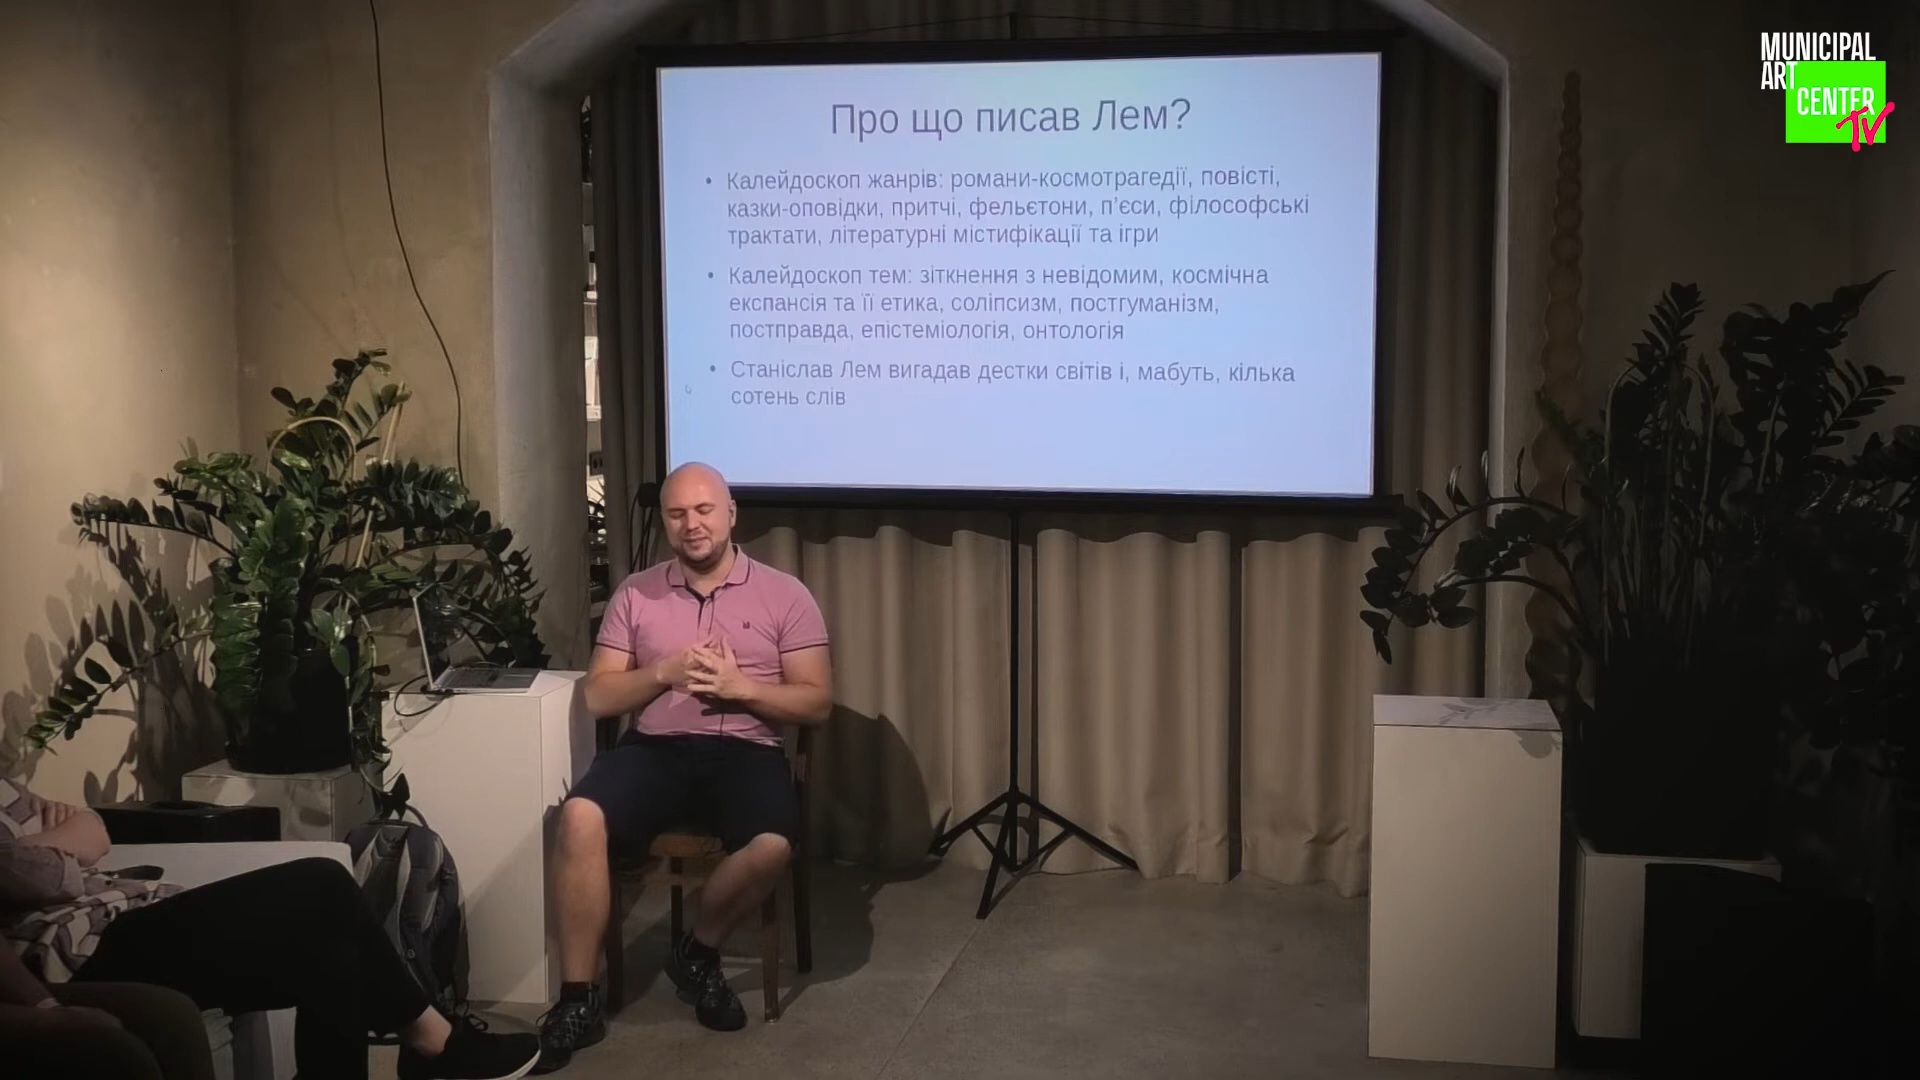 Про що писав Лем?
• Калейдоскоп жанрів: романи-космотрагедії, повісті,
казки-оповідки, притчі, фельєтони, п'єси, філософські
трактати, літературні містифікації та ігри
• Калейдоскоп тем: зіткнення з невідомим, космічна
експансія та її етика, соліпсизм, постгуманізм,
постправда, епістеміологія, онтологія
• Станіслав Лем вигадав дестки світів і, мабуть, кілька
сотень слів
MUNICIPAL
ART
CENTER
TV